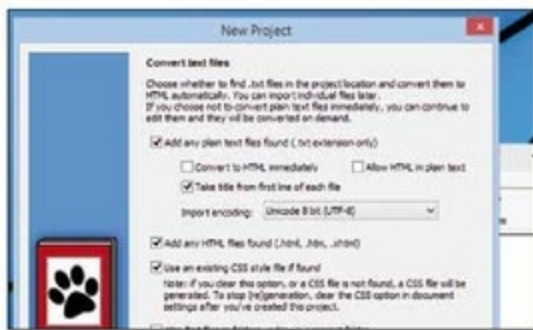 New Project
Convert text files
Choose whether to find .txt files in the project location and convert them to
HTML automatically. You can import individual files later.
If you choose not to convert plain text files immediately, you can continue to
edit them and they will be converted on demand.
Add any plain text files found (.txt extension only)
Convert to HTML immediately Allow HTML in plain text
Take title from first line of each file
Import encoding: Unicode 8 bit (UTF-8)
Add any HTML files found (.html, .htm, .xhtml)
Use an existing CSS style file if found
Note: if you clear this option, or a CSS file is not found, a CSS file will be
generated. To stop (re)generation, clear the CSS option in document
settings after you've created this project.